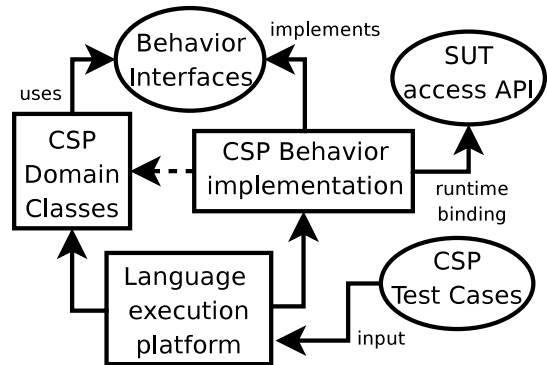 Behavior
Interfaces
implements
SUT
access API
uses
CSP
Domain
Classes
CSP Behavior
implementation
runtime
binding
Language
execution
platform
CSP
Test Cases
input